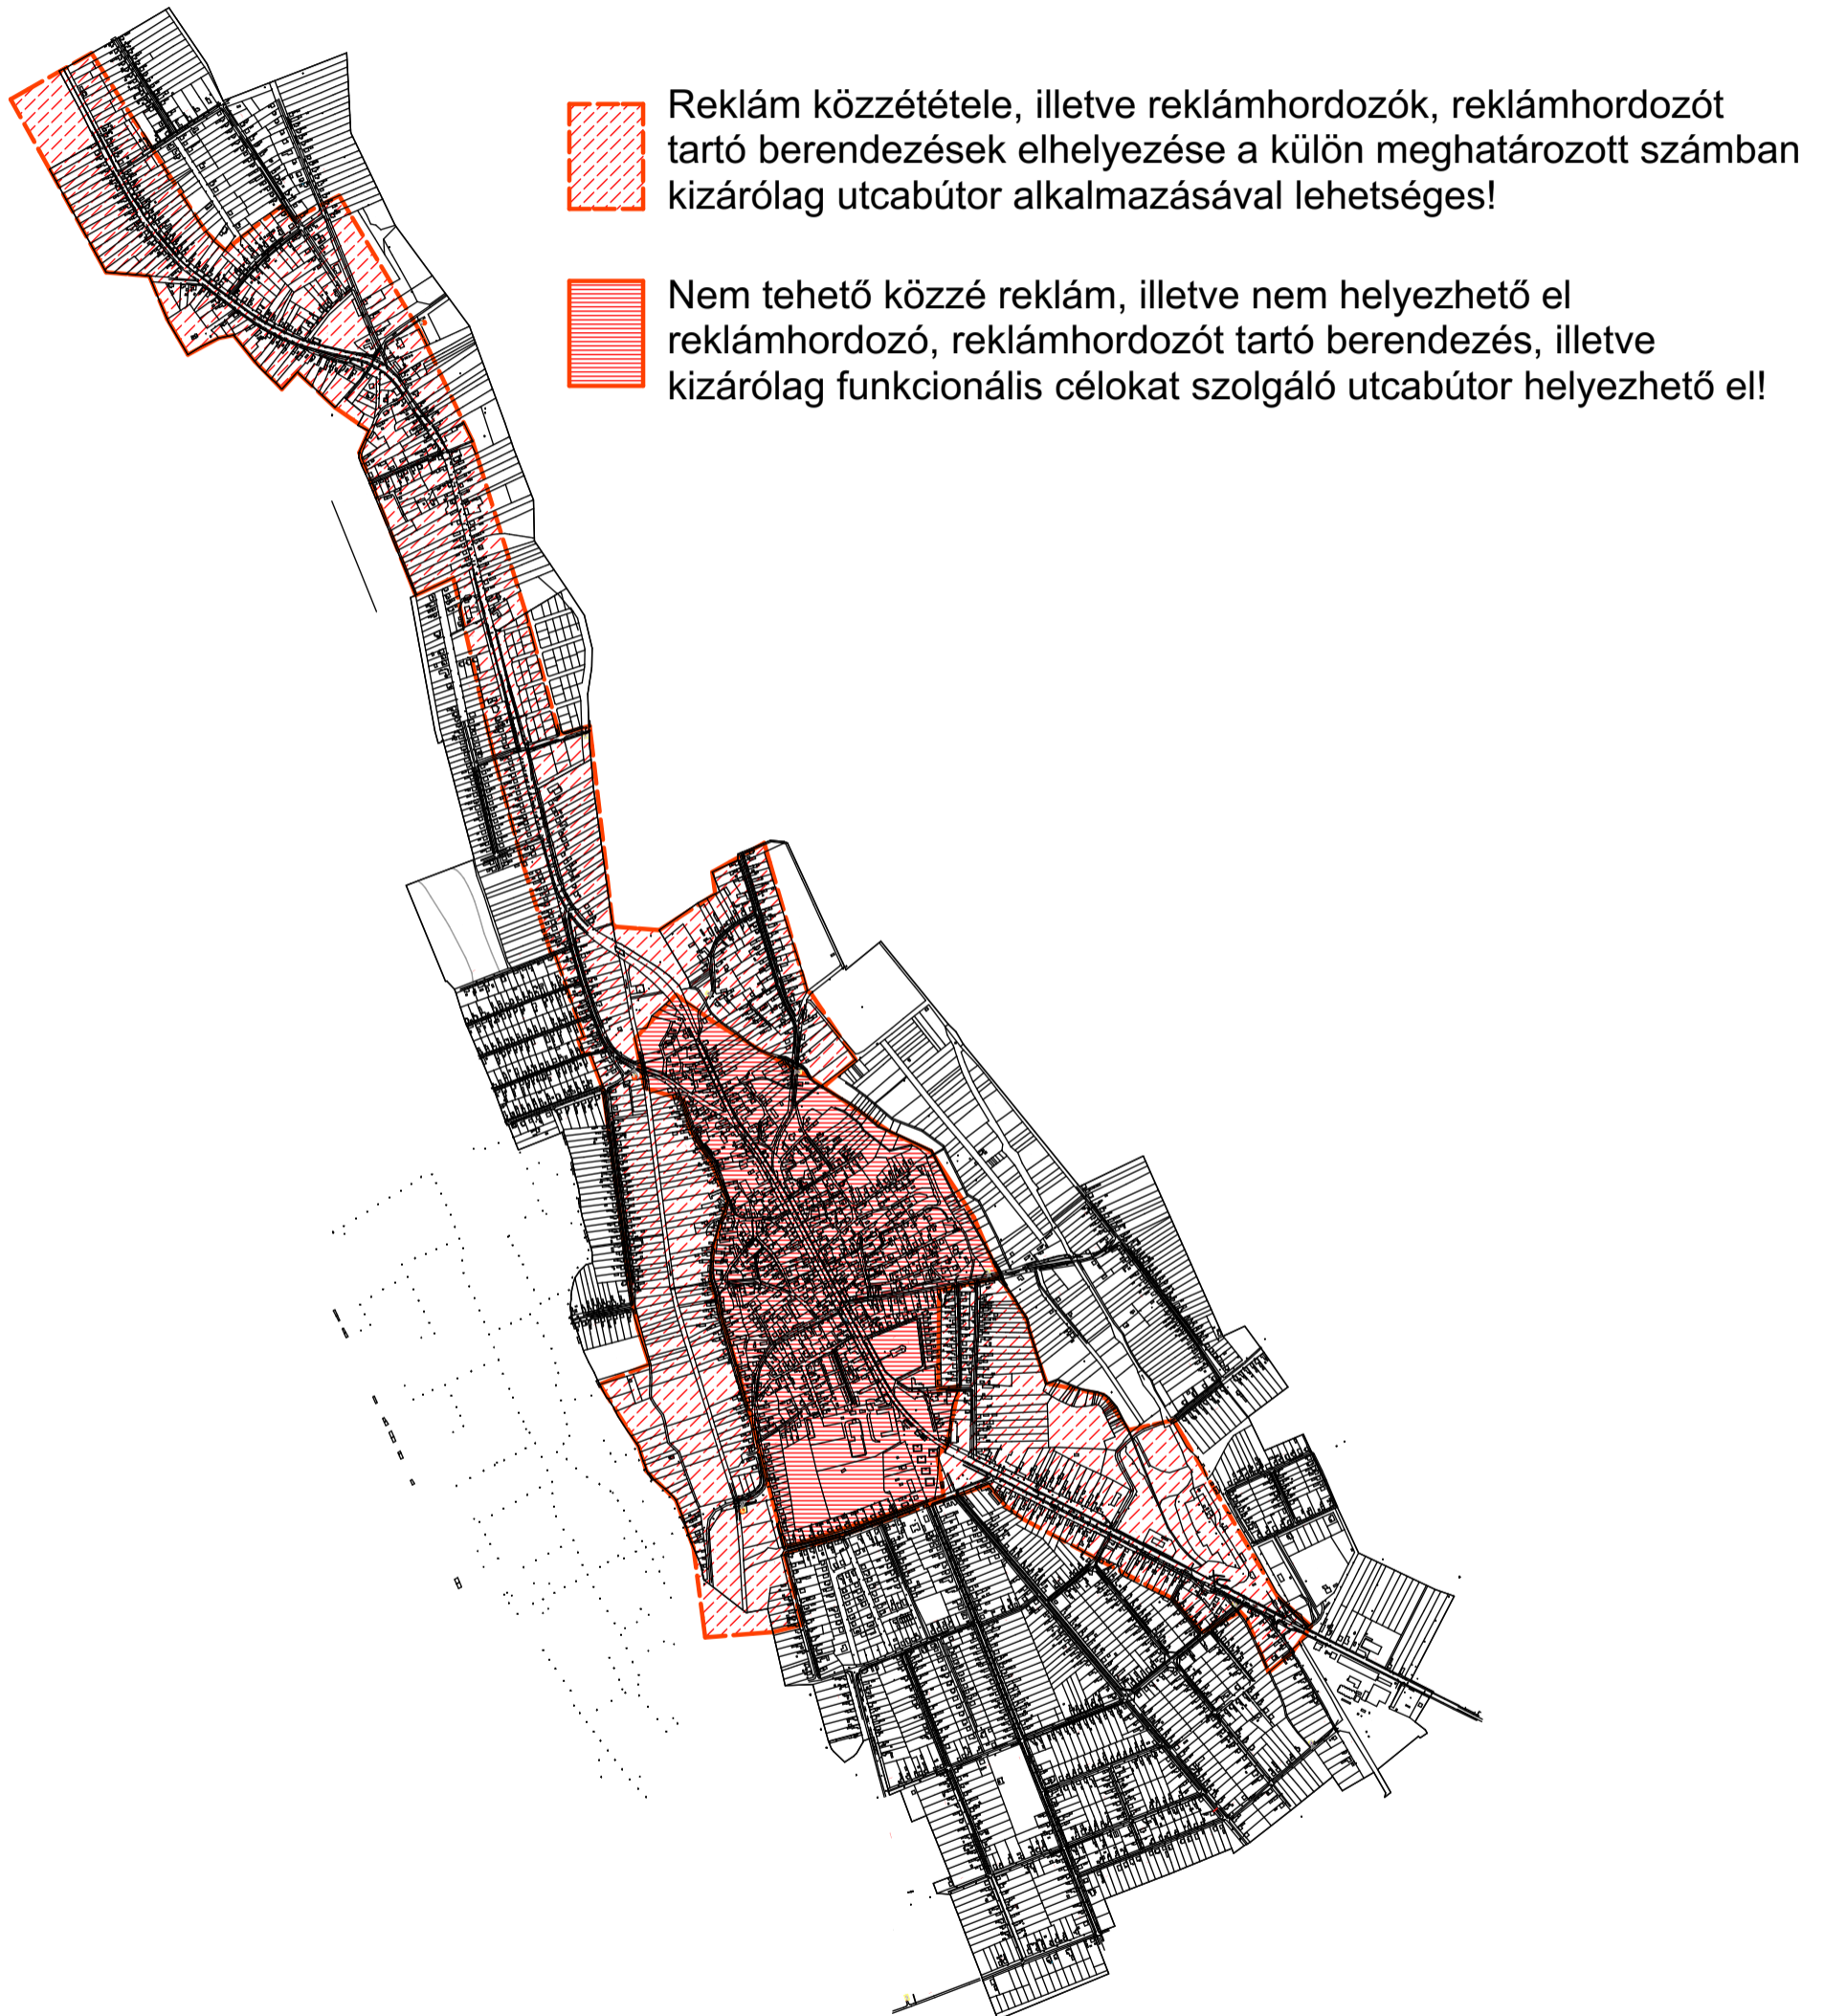 Reklám közzététele, illetve reklámhordozók, reklámhordozót
tartó berendezések elhelyezése a külön meghatározott számban
kizárólag utcabútor alkalmazásával lehetséges!
Nem tehető közzé reklám, illetve nem helyezhető el
reklámhordozó, reklámhordozót tartó berendezés, illetve
kizárólag funkcionális célokat szolgáló utcabútor helyezhető el!